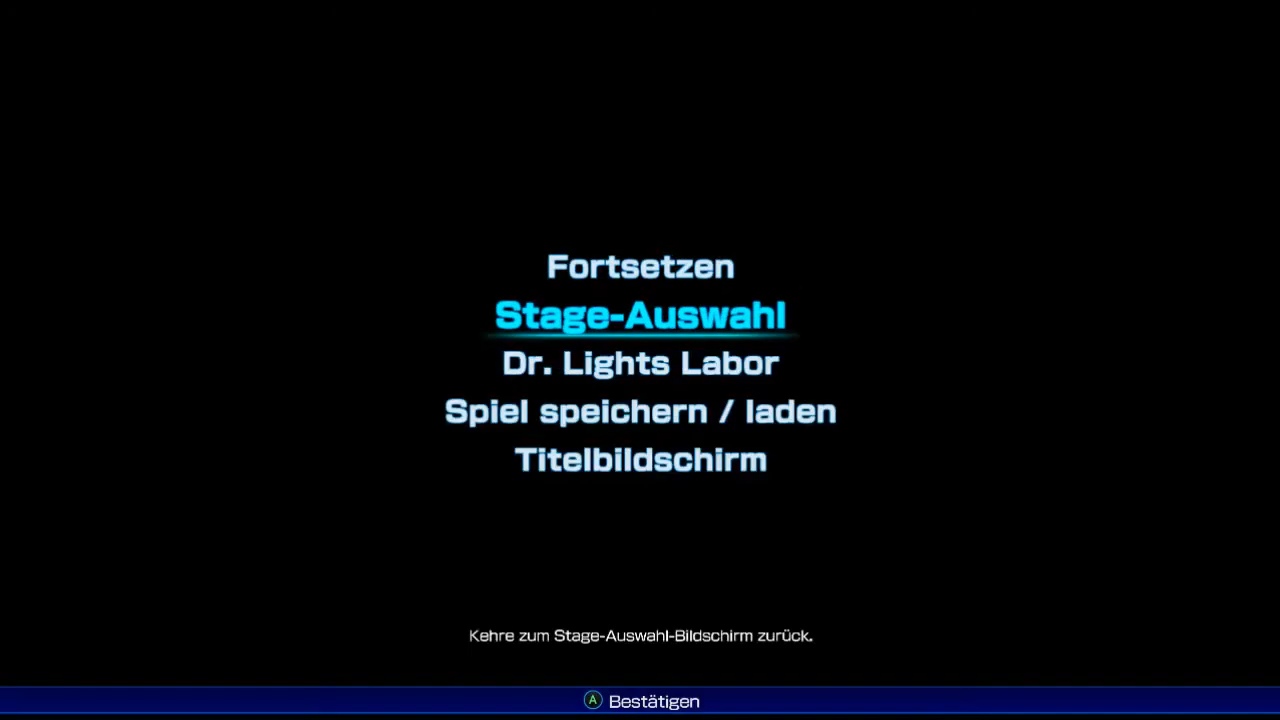 Fortsetzen
Stage-Auswahl
Dr. Lights Labor
Spiel speichern / laden
Titelbildschirm
Kehre zum Stage-Auswahl-Bildschirm zurück.
A Bestätigen